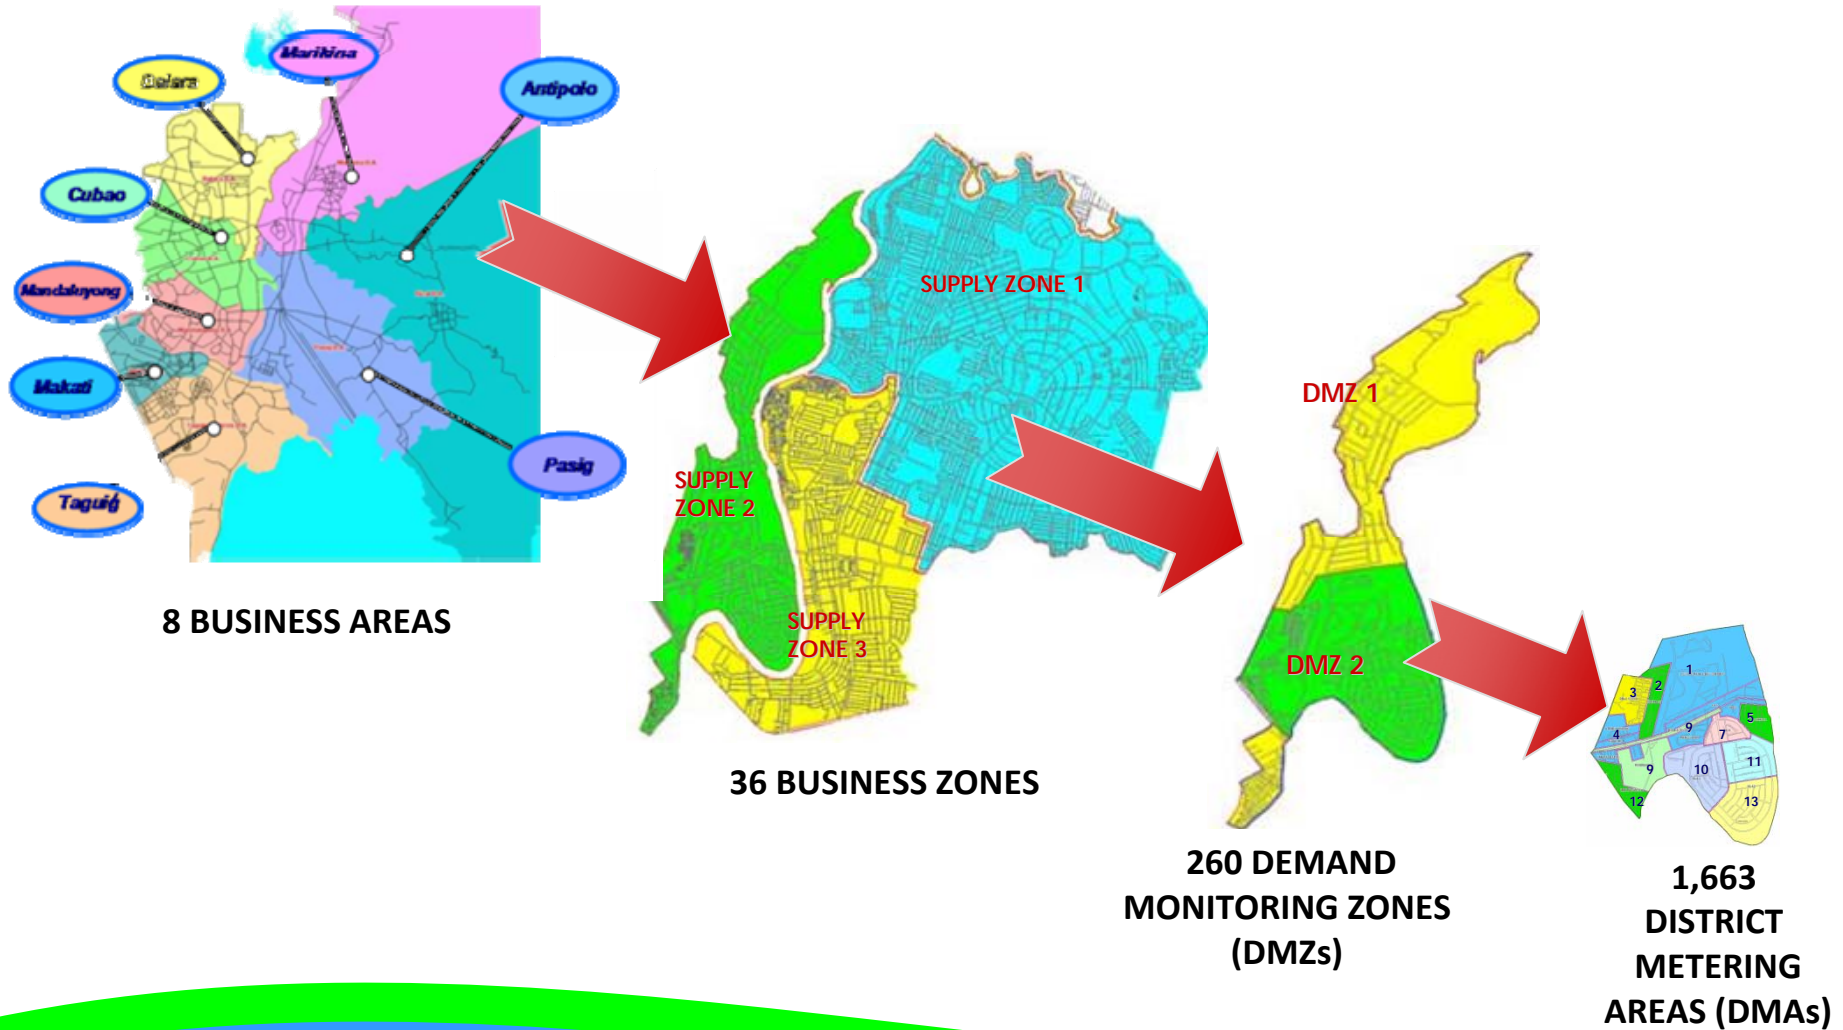 Marikina
Balara
Antipolo
Cubao
Mandaluyong
Makati
Pasig
Taguig
8 BUSINESS AREAS
SUPPLY ZONE 1
SUPPLY
ZONE 2
SUPPLY
ZONE 3
36 BUSINESS ZONES
DMZ 1
DMZ 2
260 DEMAND
MONITORING ZONES
(DMZs)
1
2
3
4
5
9
7
9
10
11
12
13
1,663
DISTRICT
METERING
AREAS (DMAs)